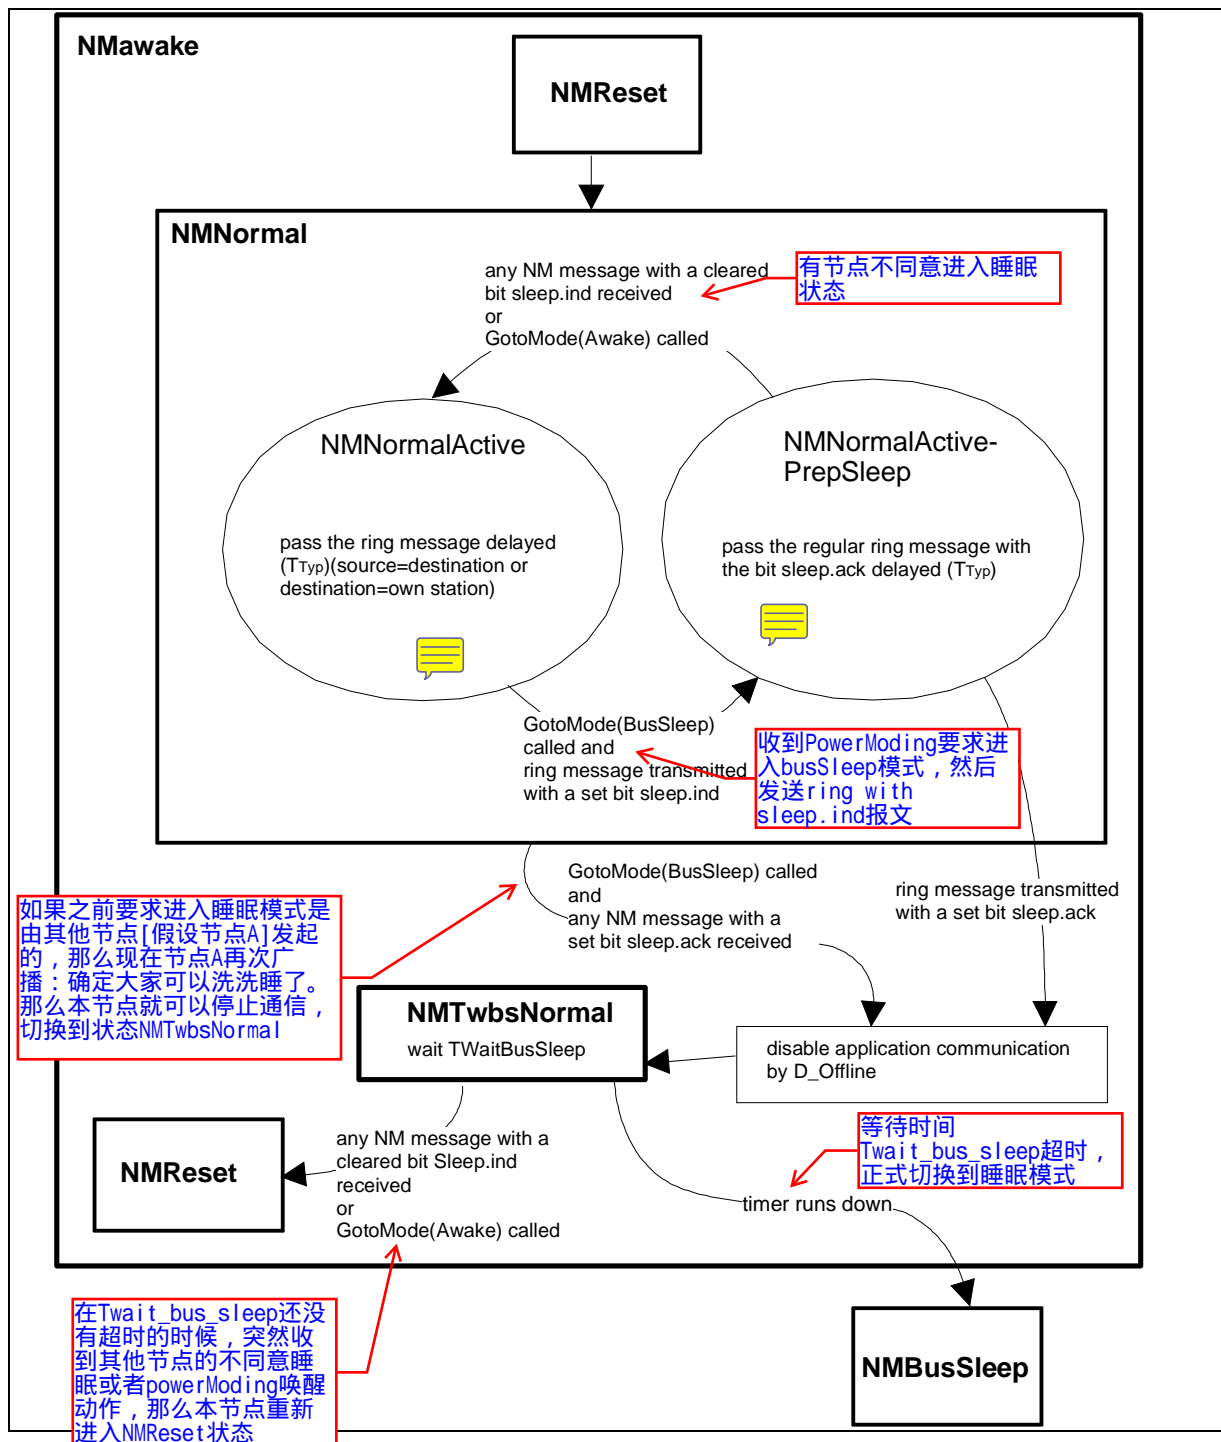 NMawake
NMReset
NMNormal
any NM message with a cleared
bit sleep.ind received
or
GotoMode(Awake) called
有节点不同意进入睡眠
状态
NMNormalActive
pass the ring message delayed
(TTyp)(source=destination or
destination=own station)
NMNormalActive-
PrepSleep
pass the regular ring message with
the bit sleep.ack delayed (TTyp)
GotoMode(BusSleep)
called and
ring message transmitted
with a set bit sleep.ind
收到PowerModing要求进
入busSleep模式，然后
发送ring with
sleep.ind报文
GotoMode(BusSleep) called
and
any NM message with a
set bit sleep.ack received
ring message transmitted
with a set bit sleep.ack
如果之前要求进入睡眠模式是
由其他节点[假设节点A]发起
的，那么现在节点A再次广
播：确定大家可以洗洗睡了。
那么本节点就可以停止通信，
切换到状态NMTwbsNormal
NMTwbsNormal
wait TWaitBusSleep
disable application communication
by D_Offline
NMReset
any NM message with a
cleared bit Sleep.ind
received
or
GotoMode(Awake) called
等待时间
Twait_bus_sleep超时，
正式切换到睡眠模式
timer runs down
在Twait_bus_sleep还没
有超时的时候，突然收
到其他节点的不同意睡
眠或者powerModing唤醒
动作，那么本节点重新
进入NMReset状态
NMBusSleep